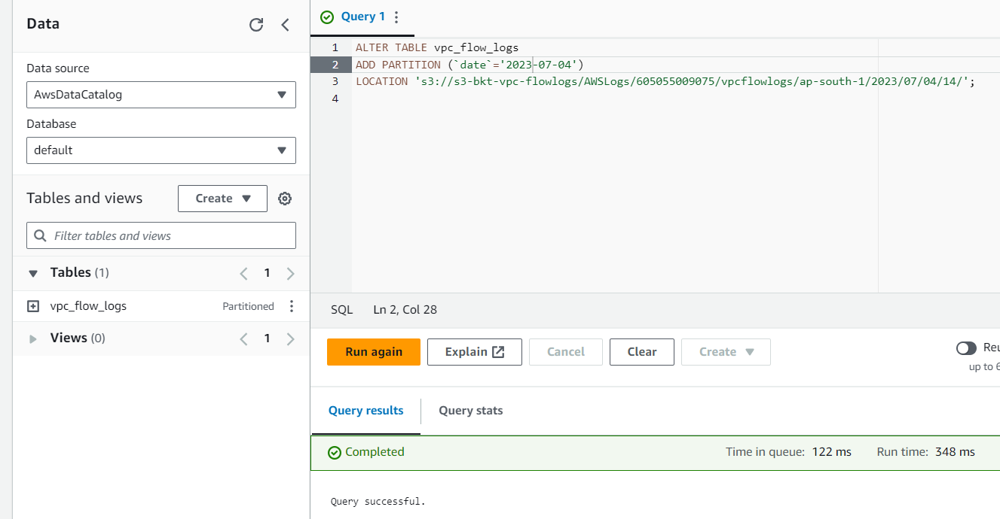 Data
Data source
AwsDataCatalog
Database
default
Tables and views
Create
Filter tables and views
Tables (1)
1
vpc_flow_logs
Partitioned
Views (0)
1
Query 1
1 ALTER TABLE vpc_flow_logs
2 ADD PARTITION (`date`='2023-07-04')
3 LOCATION 's3://s3-bkt-vpc-flowlogs/AWSLogs/605055009075/vpcflowlogs/ap-south-1/2023/07/04/14/';
4
SQL Ln 2, Col 28
Run again Explain Cancel Clear Create
Reu
up to 6
Query results Query stats
Completed Time in queue: 122 ms Run time: 348 ms
Query successful.